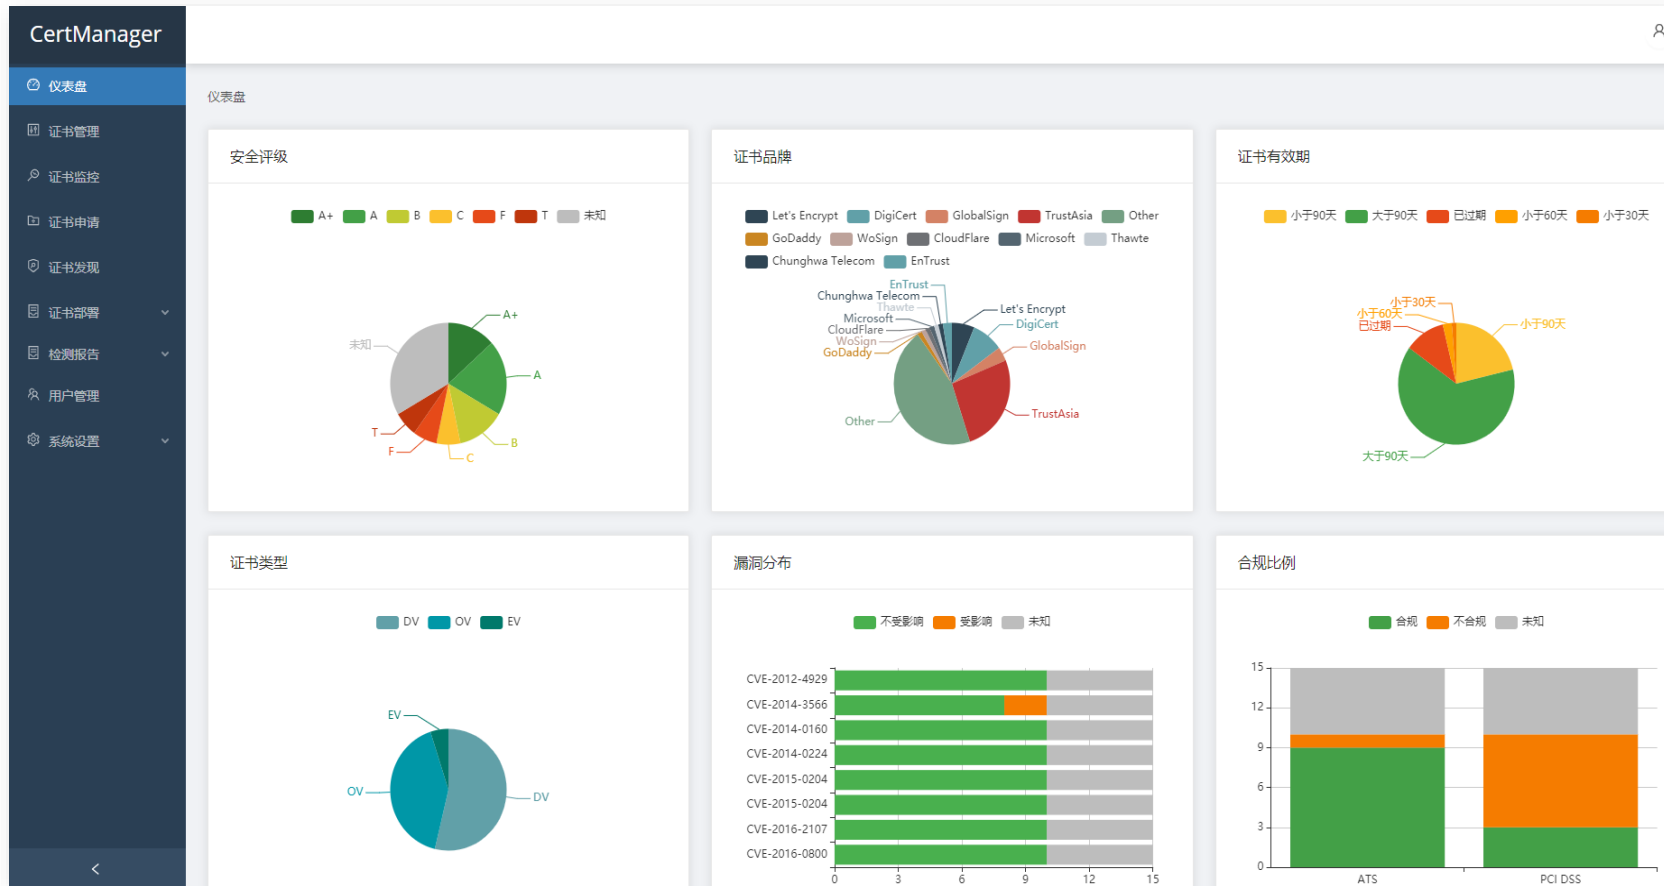 CertManager
仪表盘
证书管理
证书监控
证书申请
证书发现
证书部署
检测报告
用户管理
系统设置
仪表盘
安全评级
A+ A B C F T 未知
A+
未知
A
T
B
F
C
证书品牌
Let's Encrypt DigiCert GlobalSign TrustAsia Other
GoDaddy WoSign CloudFlare Microsoft Thawte
Chunghwa Telecom EnTrust
EnTrust
Chunghwa Telecom
Thawte
Let's Encrypt
Microsoft
DigiCert
CloudFlare
WoSign
GlobalSign
GoDaddy
TrustAsia
Other
证书有效期
小于90天 大于90天 已过期 小于60天 小于30天
小于30天
小于60天
已过期
小于90天
大于90天
证书类型
DV OV EV
EV
OV
DV
漏洞分布
不受影响 受影响 未知
CVE-2012-4929
CVE-2014-3566
CVE-2014-0160
CVE-2014-0224
CVE-2015-0204
CVE-2015-0204
CVE-2016-2107
CVE-2016-0800
0 3 6 9 12 15
合规比例
合规 不合规 未知
15
12
9
6
3
0
ATS PCI DSS